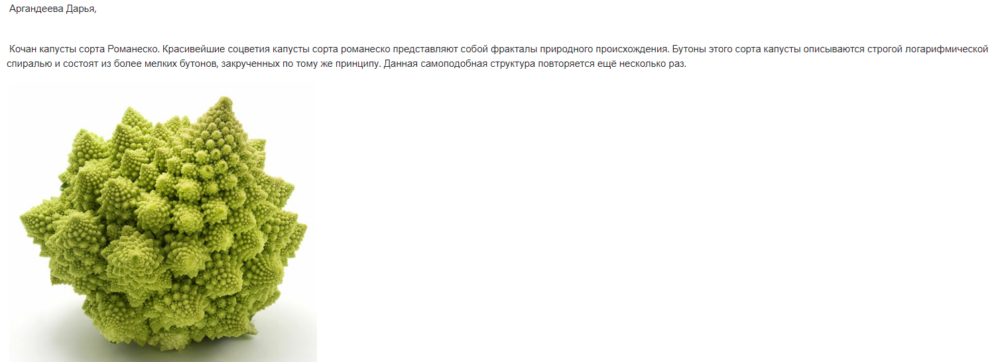 Аргандеева Дарья,
Кочан капусты сорта Романеско. Красивейшие соцветия капусты сорта романеско представляют собой фракталы природного происхождения. Бутоны этого сорта капусты описываются строгой логарифмической
спиралью и состоят из более мелких бутонов, закрученных по тому же принципу. Данная самоподобная структура повторяется ещё несколько раз.